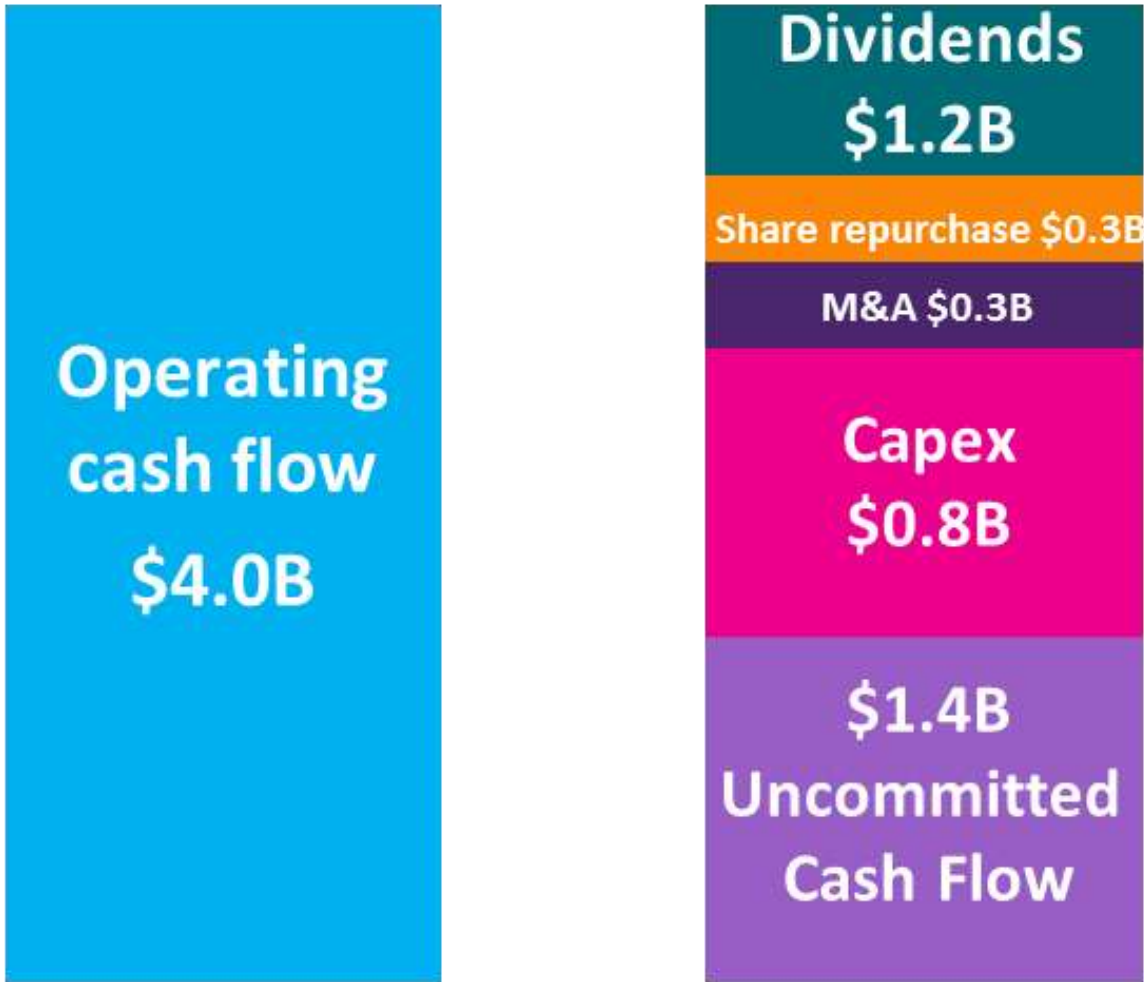 Operating
cash flow
$4.0B
Dividends
$1.2B
Share repurchase $0.3B
M&A $0.3B
Capex
$0.8B
$1.4B
Uncommitted
Cash Flow